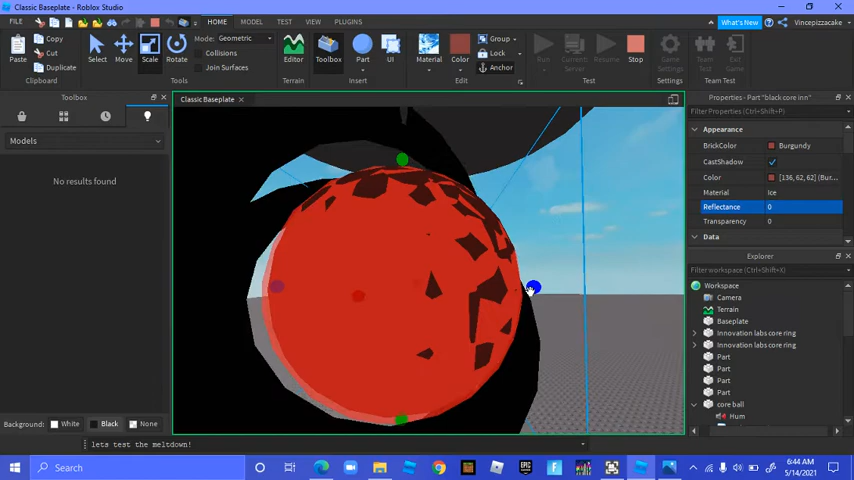 Classic Baseplate - Roblox Studio
FILE
HOME
MODEL
TEST
VIEW
PLUGINS
What's New
Vincepizzacake
Paste
Copy
Cut
Duplicate
Clipboard
Select
Move
Scale
Rotate
Mode: Geometric
Collisions
Join Surfaces
Tools
Editor
Terrain
Toolbox
Part
UI
Insert
Material
Color
Group
Lock
Anchor
Edit
Run
Current: Server
Resume
Stop
Test
Game Settings
Settings
Team Test
Exit Game
Team Test
Toolbox
Models
No results found
Background:
White
Black
None
Classic Baseplate
Properties - Part "black core inn"
Filter Properties (Ctrl+Shift+P)
Appearance
BrickColor
Burgundy
CastShadow
Color
[136, 62, 62] (Bur...
Material
Ice
Reflectance
0
Transparency
0
Data
Explorer
Filter workspace (Ctrl+Shift+X)
Workspace
Camera
Terrain
Baseplate
Innovation labs core ring
Innovation labs core ring
Part
Part
Part
Part
core ball
Hum
lets test the meltdown!
Search
EPIC
6:44 AM
5/14/2021